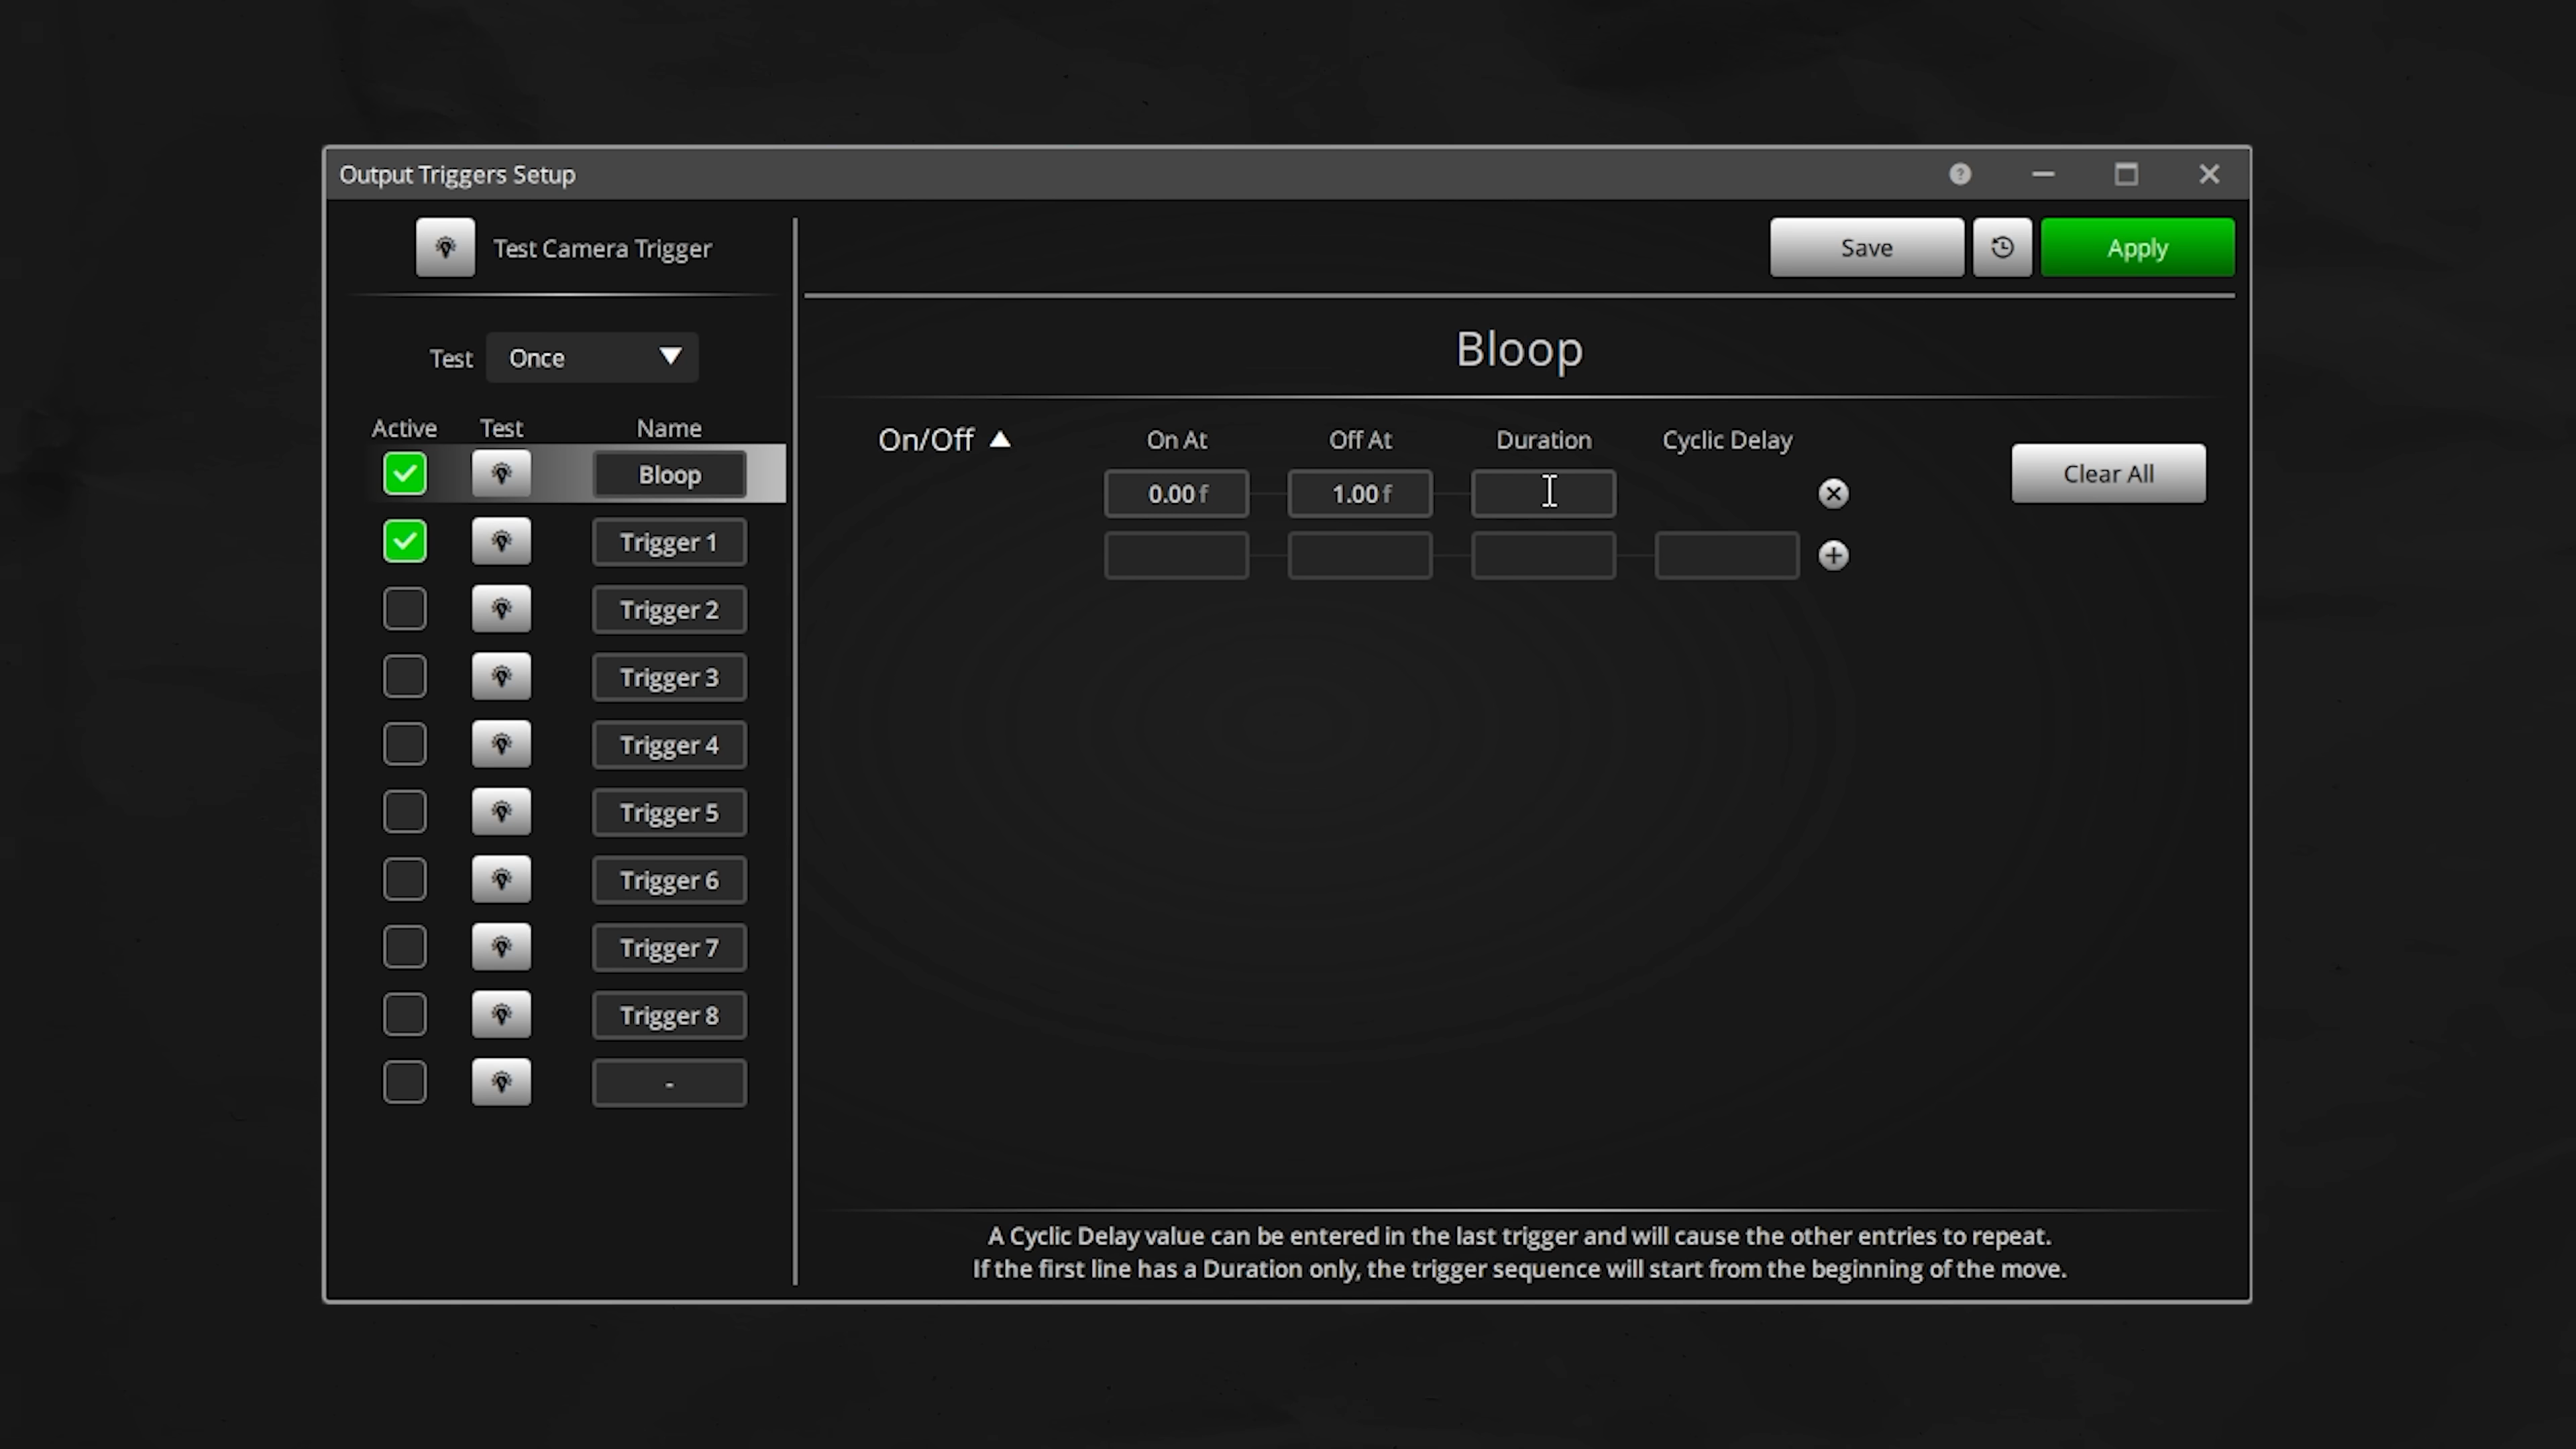 Output Triggers Setup
Test Camera Trigger
Save
Apply
Test Once
Bloop
Active Test Name
On/Off On At Off At Duration Cyclic Delay
Bloop
0.00 f 1.00 f
Clear All
Trigger 1
Trigger 2
Trigger 3
Trigger 4
Trigger 5
Trigger 6
Trigger 7
Trigger 8
-
A Cyclic Delay value can be entered in the last trigger and will cause the other entries to repeat.
If the first line has a Duration only, the trigger sequence will start from the beginning of the move.